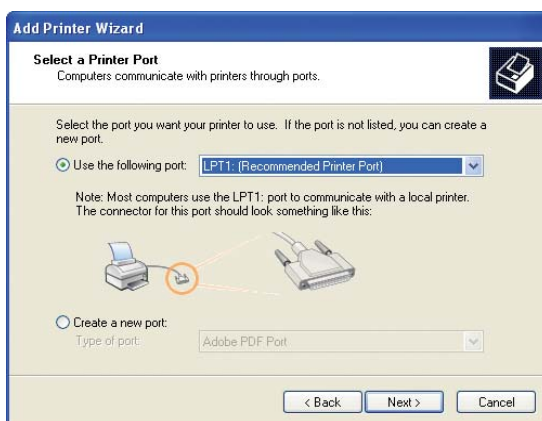 Add Printer Wizard
Select a Printer Port
Computers communicate with printers through ports.
Select the port you want your printer to use. If the port is not listed, you can create a
new port.
Use the following port: LPT1: (Recommended Printer Port)
Note: Most computers use the LPT1: port to communicate with a local printer.
The connector for this port should look something like this:
Create a new port:
Type of port: Adobe PDF Port
< Back Next > Cancel